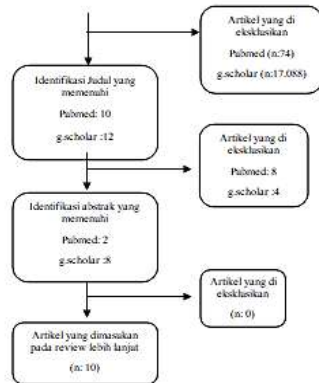 Artikel yang di
eksklusikan
Pubmed (n:74)
g.scholar (n:17.088)
Identifikasi Judul yang
memenuhi
Pubmed: 10
g.scholar :12
Artikel yang di
eksklusikan
Pubmed: 8
g.scholar :4
Identifikasi abstrak yang
memenuhi
Pubmed: 2
g.scholar :8
Artikel yang di
eksklusikan
(n: 0)
Artikel yang dimasukan
pada review lebih lanjut
(n: 10)